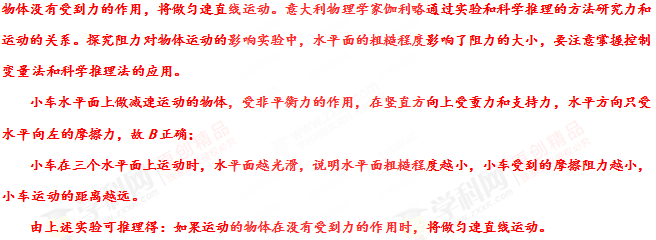 物体没有受到力的作用，将做匀速直线运动。意大利物理学家伽利略通过实验和科学推理的方法研究力和
运动的关系。探究阻力对物体运动的影响实验中，水平面的粗糙程度影响了阻力的大小，要注意掌握控制
变量法和科学推理法的应用。
小车水平面上做减速运动的物体，受非平衡力的作用，在竖直方向上受重力和支持力，水平方向只受
水平向左的摩擦力，故 B 正确；
小车在三个水平面上运动时，水平面越光滑，说明水平面粗糙程度越小，小车受到的摩擦阻力越小，
小车运动的距离越远。
由上述实验可推理得：如果运动的物体在没有受到力的作用时，将做匀速直线运动。